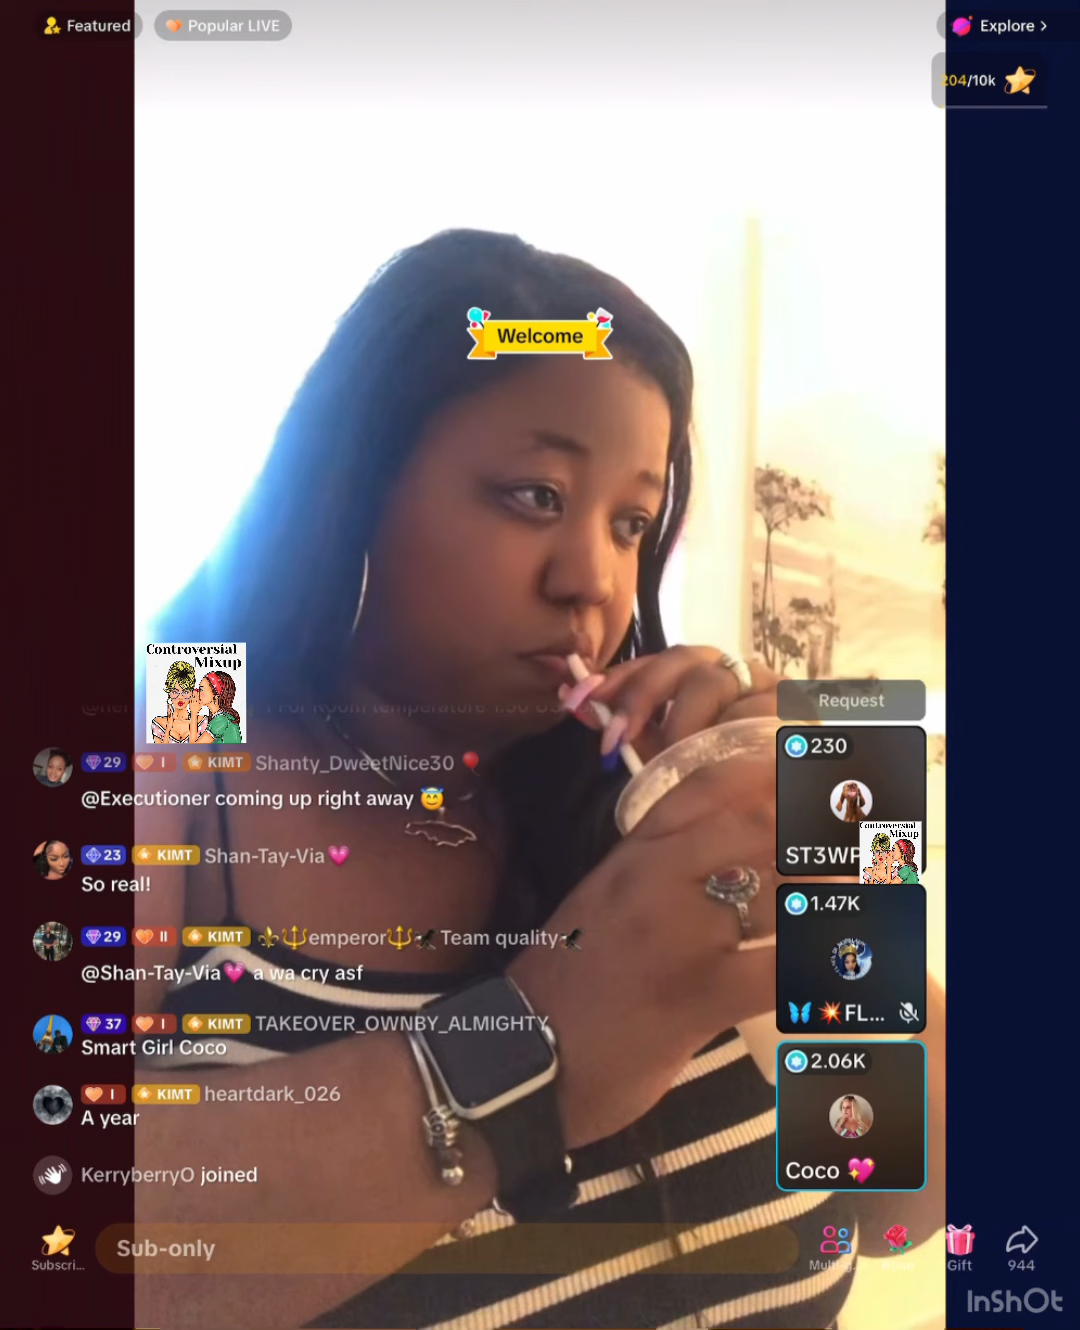 Featured
Popular LIVE
Explore >
204/10k
Welcome
Controversial
Mixup
Request
230
29 I KIMT Shanty_DweetNice30
@Executioner coming up right away
Controversial
Mixup
ST3WP
23 KIMT Shan-Tay-Via
So real!
1.47K
29 II KIMT emperor Team quality
@Shan-Tay-Via a wa cry asf
FL...
37 I KIMT TAKEOVER_OWNBY_ALMIGHTY
Smart Girl Coco
2.06K
I KIMT heartdark_026
A year
KerryberryO joined
Coco
Sub-only
Subscri...
Gift
944
InShOt